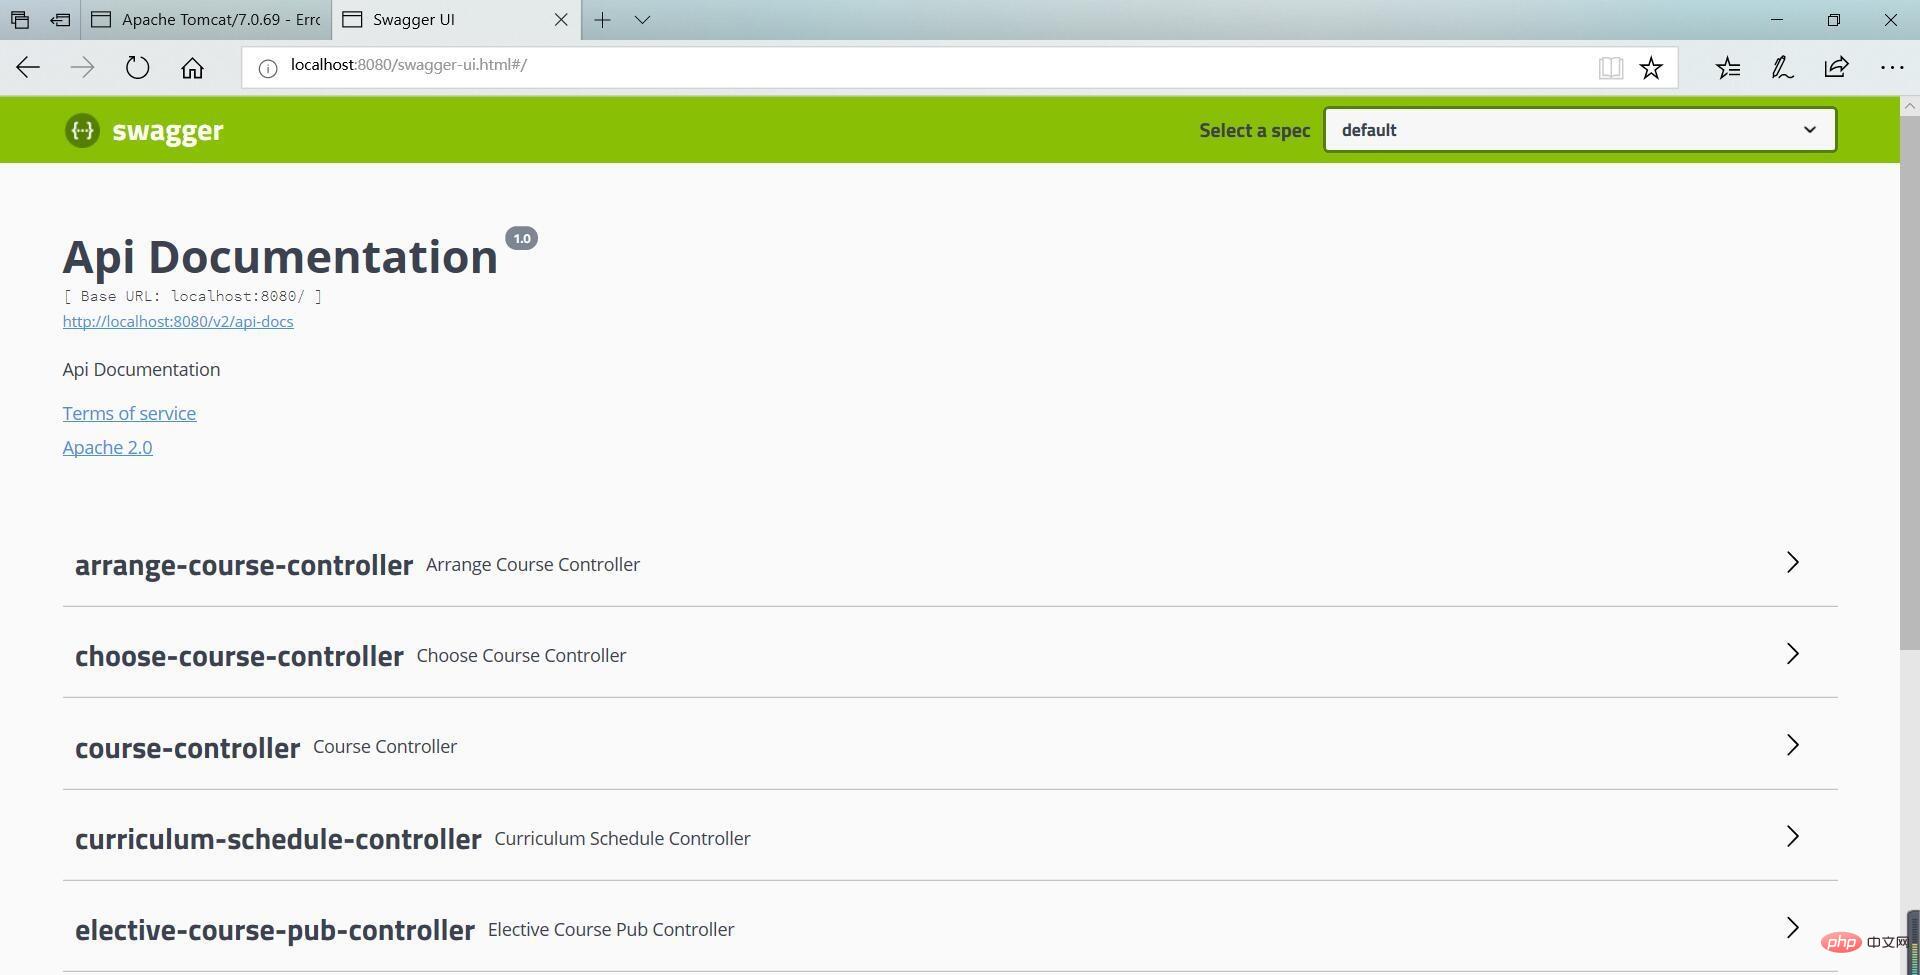 Apache Tomcat/7.0.69 - Errc
Swagger UI
localhost:8080/swagger-ui.html#/
swagger
Select a spec
default
Api Documentation 1.0
[ Base URL: localhost:8080/ ]
http://localhost:8080/v2/api-docs
Api Documentation
Terms of service
Apache 2.0
arrange-course-controller Arrange Course Controller
choose-course-controller Choose Course Controller
course-controller Course Controller
curriculum-schedule-controller Curriculum Schedule Controller
elective-course-pub-controller Elective Course Pub Controller
php 中文网